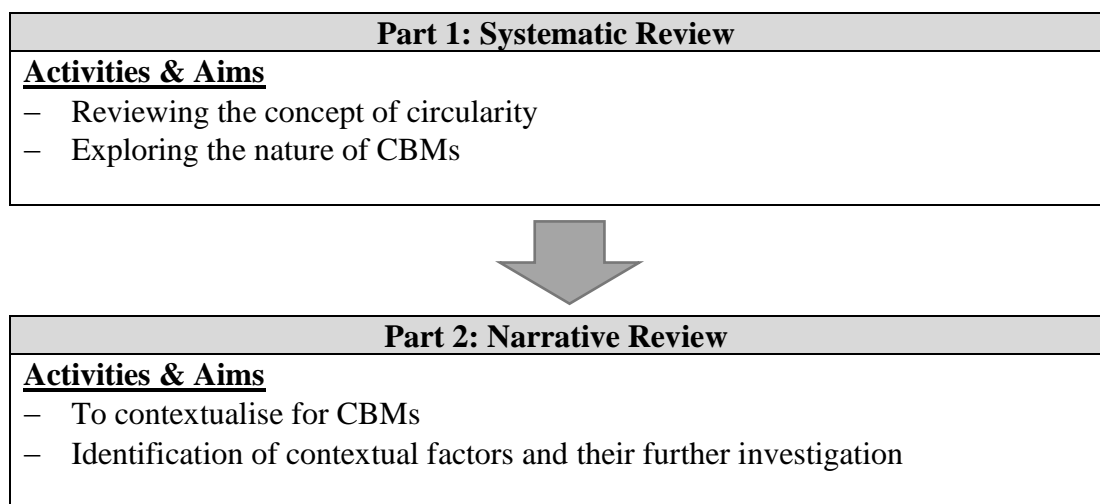 Part 1: Systematic Review
Activities & Aims
– Reviewing the concept of circularity
– Exploring the nature of CBMs
Part 2: Narrative Review
Activities & Aims
– To contextualise for CBMs
– Identification of contextual factors and their further investigation